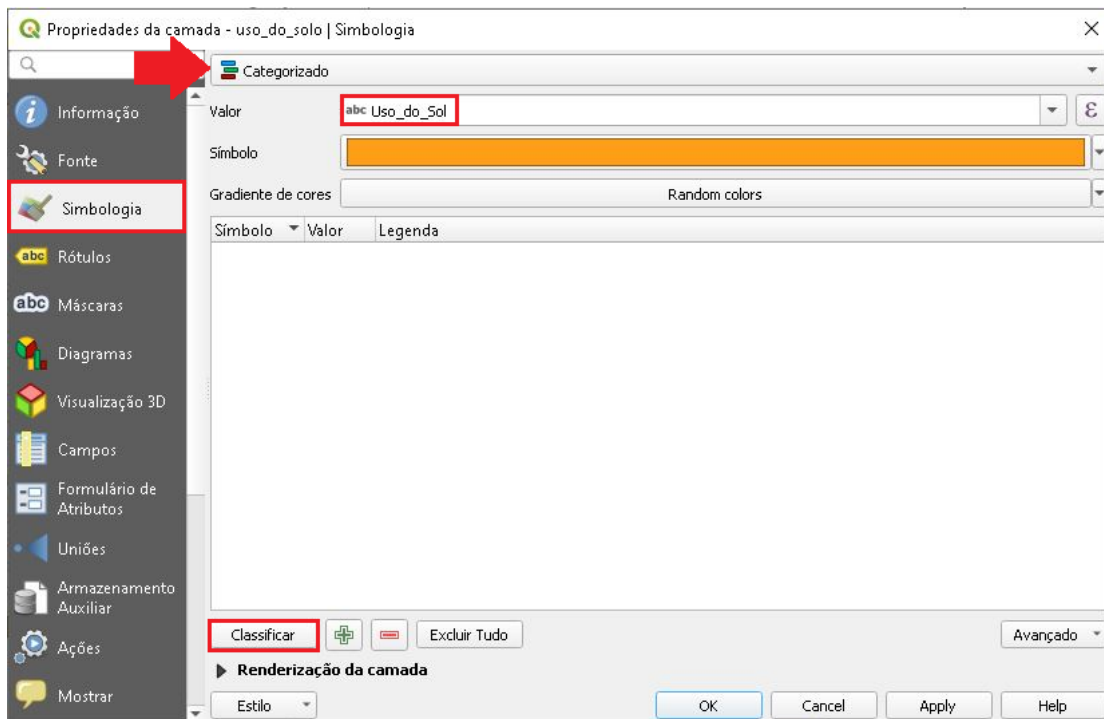 Propriedades da camada - uso_do_solo | Simbologia
Categorizado
Informação
Fonte
Simbologia
abc Rótulos
abc Máscaras
Diagramas
Visualização 3D
Campos
Formulário de
Atributos
Uniões
Armazenamento
Auxiliar
Ações
Mostrar
Valor abc Uso_do_Sol ε
Símbolo
Gradiente de cores Random colors
Símbolo Valor Legenda
Classificar Excluir Tudo Avançado
Renderização da camada
Estilo OK Cancel Apply Help